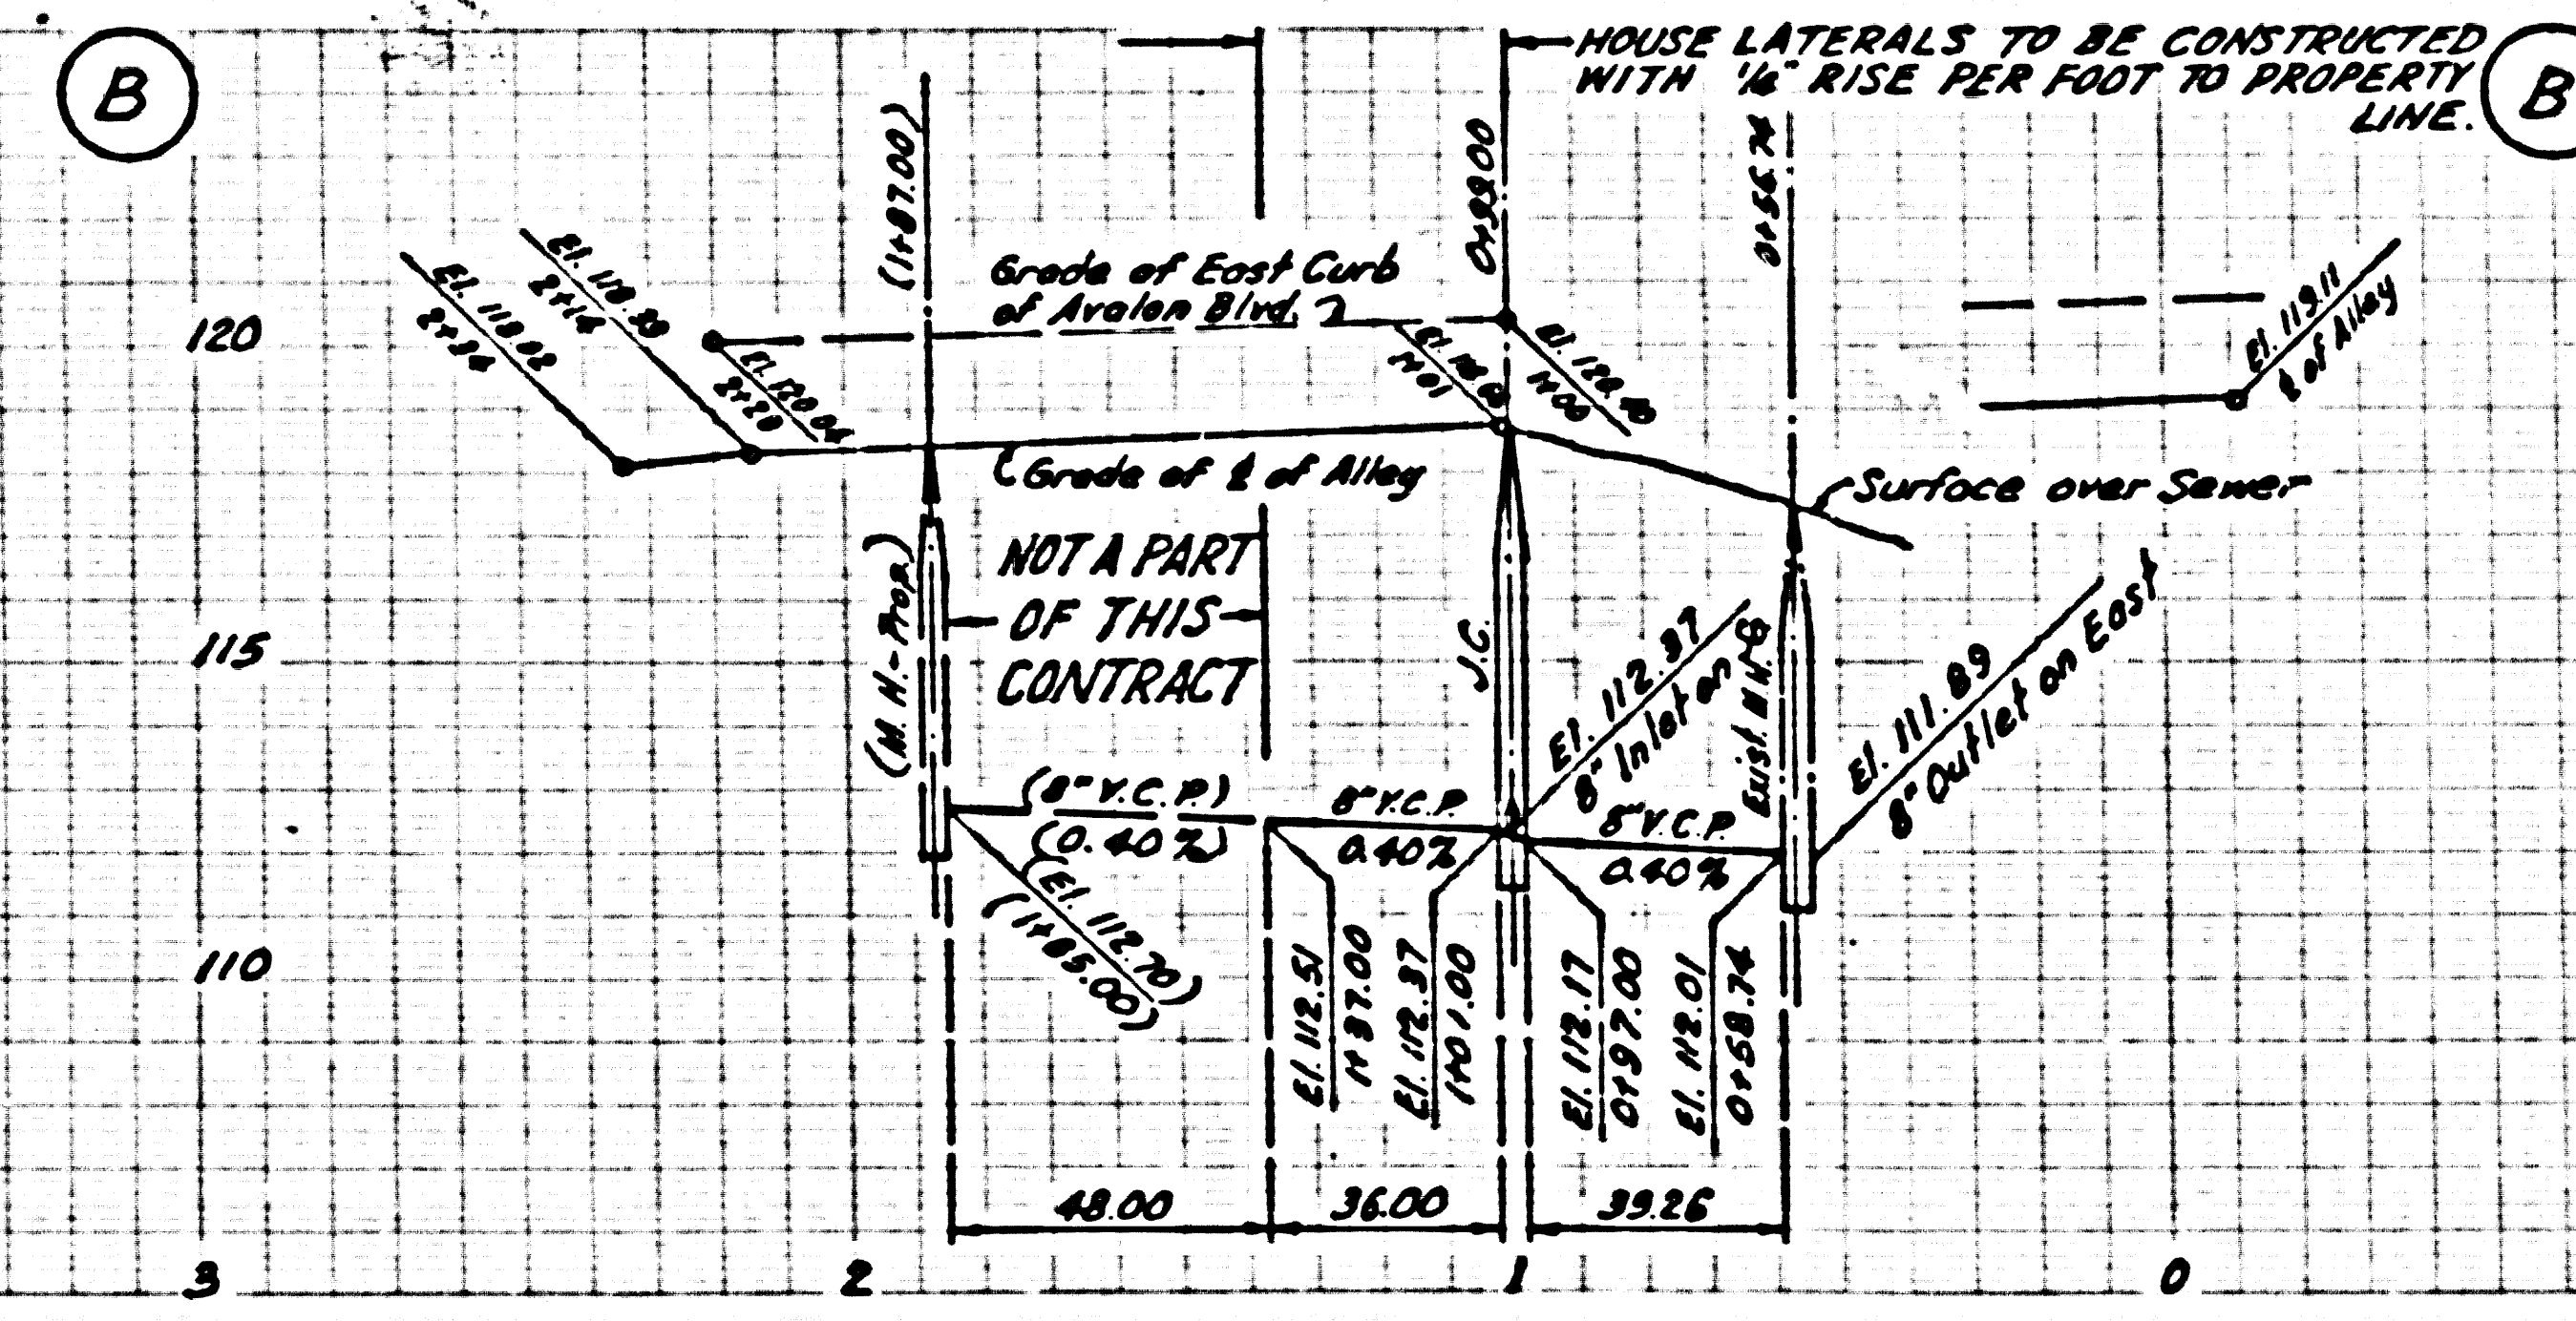 B
HOUSE LATERALS TO BE CONSTRUCTED
WITH RISE PER FOOT TO PROPERTY
LINE.
B
(1+87.00)
0+99.00
0+56.74
El. 118.02
2+34
2+14
El. 120.04
2+20
Grade of East Curb
of Avalon Blvd.
1+01
1+00
El. 119.11
℄ of Alley
120
Grade of ℄ of Alley
Surface over Sewer
(M.H.-Prop.)
NOT A PART
OF THIS
CONTRACT
J.C.
El. 112.37
8" Inlet on
Exist. M.H.
El. 111.89
8" Outlet on East
115
(8" V.C.P.)
(0.40%)
8" V.C.P.
0.40%
8" V.C.P.
0.40%
(El. 112.70)
(1+85.00)
110
El. 112.51
1+37.00
El. 112.37
1+01.00
El. 112.17
0+97.00
El. 112.01
0+58.74
48.00
36.00
39.26
3
2
1
0